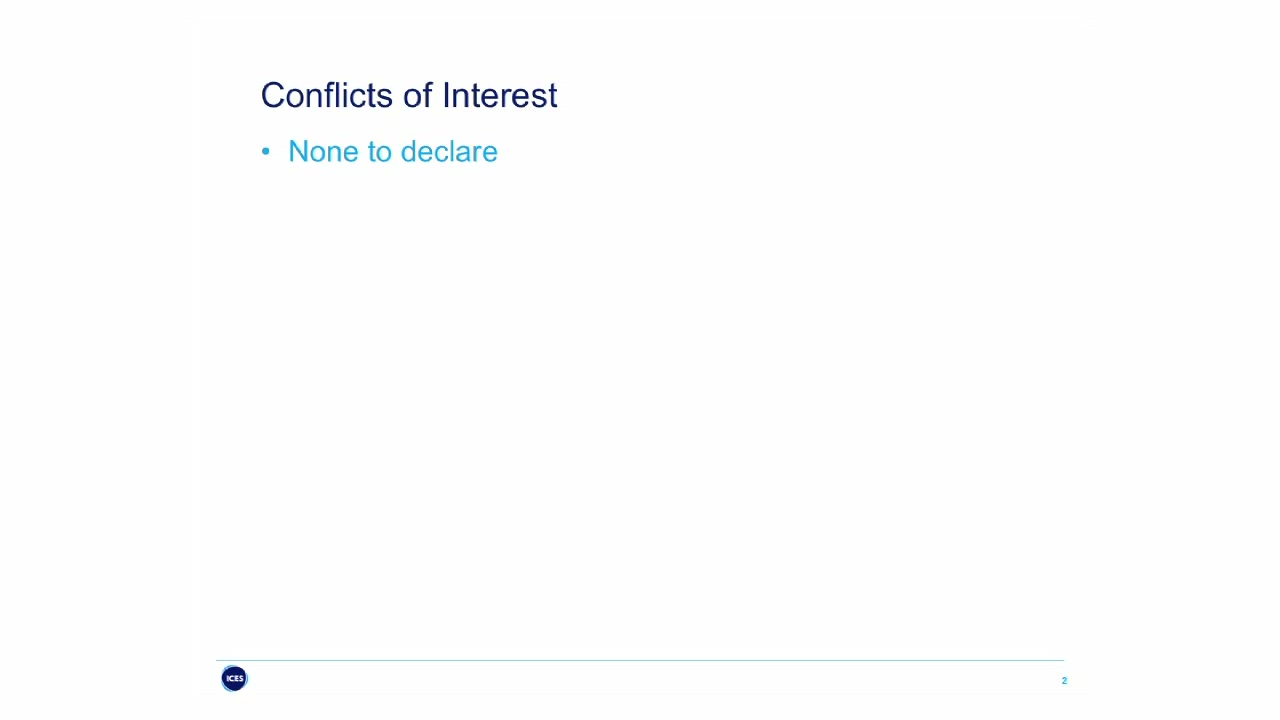 Conflicts of Interest
• None to declare
ICES
2